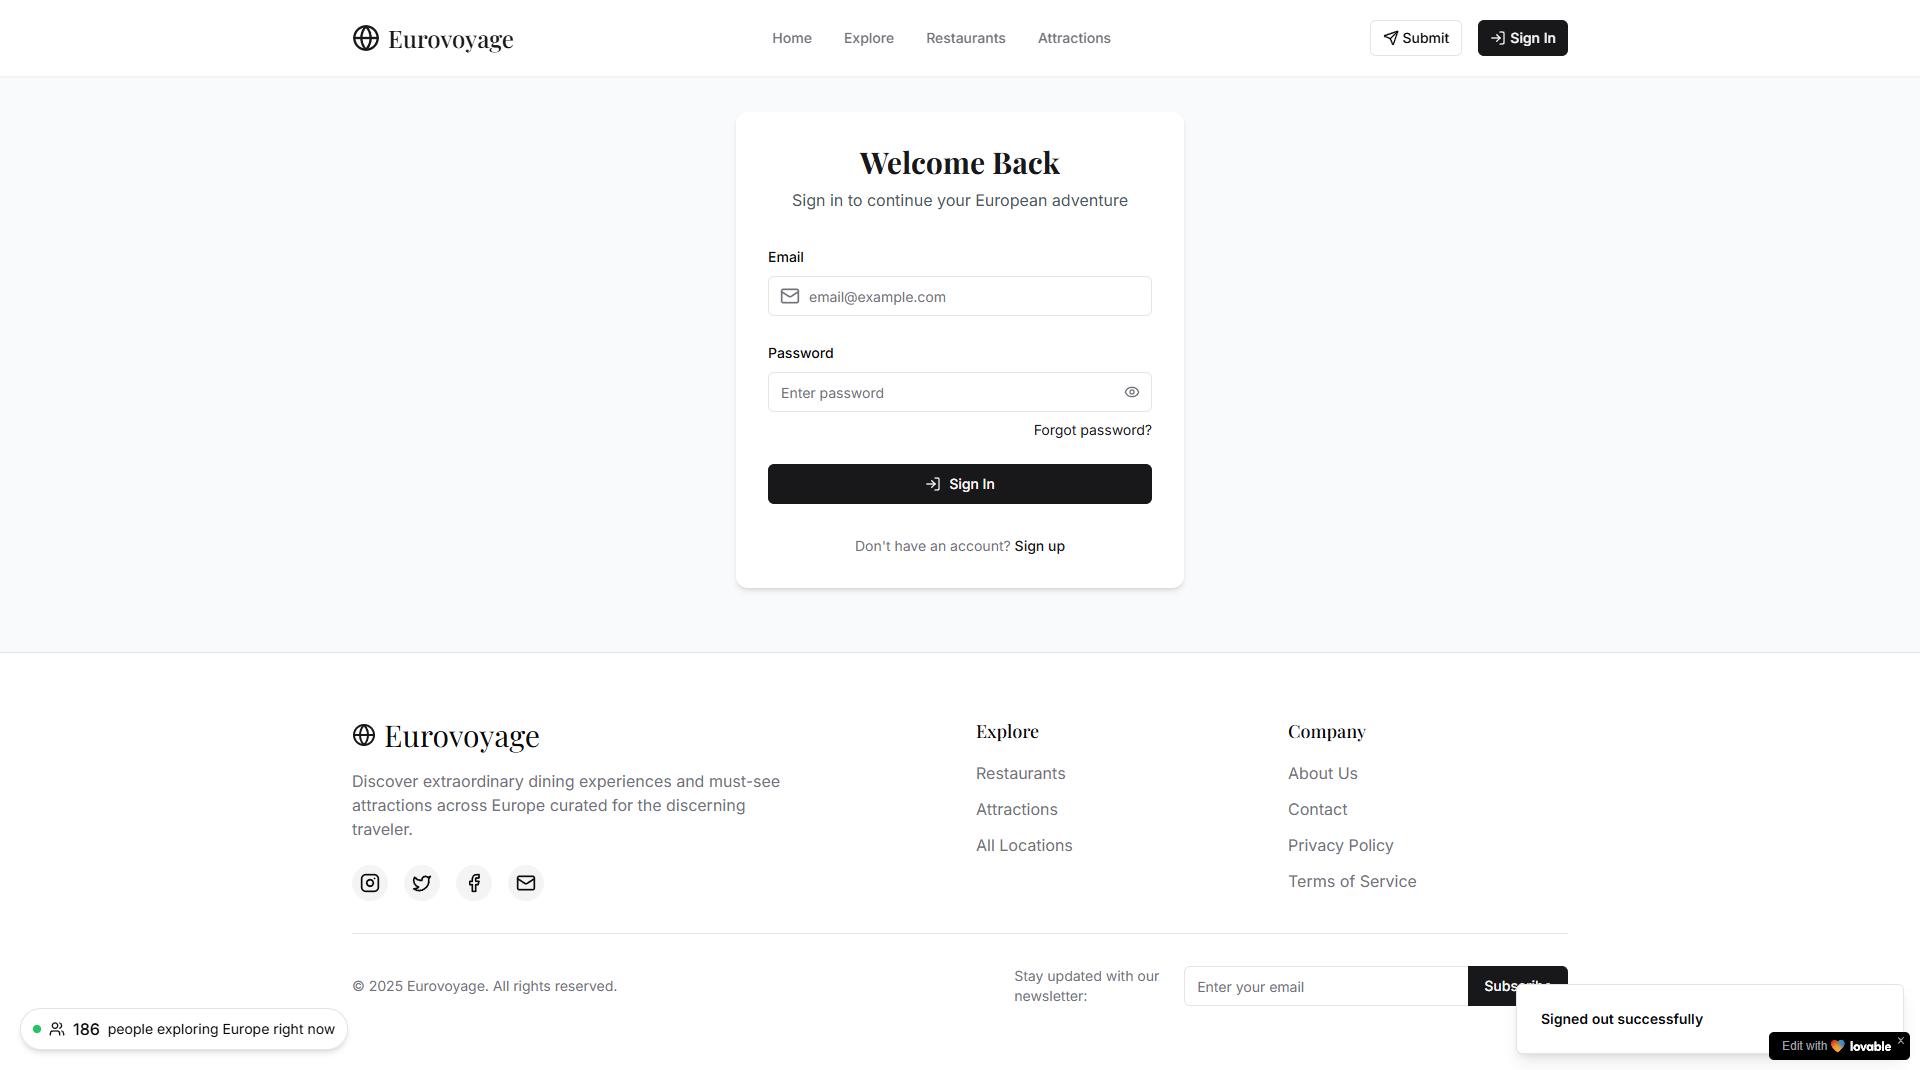 Eurovoyage
Home
Explore
Restaurants
Attractions
Submit
Sign In
Welcome Back
Sign in to continue your European adventure
Email
email@example.com
Password
Enter password
Forgot password?
Sign In
Don't have an account? Sign up
Eurovoyage
Discover extraordinary dining experiences and must-see
attractions across Europe curated for the discerning
traveler.
Explore
Restaurants
Attractions
All Locations
Company
About Us
Contact
Privacy Policy
Terms of Service
© 2025 Eurovoyage. All rights reserved.
Stay updated with our
newsletter:
Enter your email
Subscribe
186 people exploring Europe right now
Signed out successfully
Edit with lovable